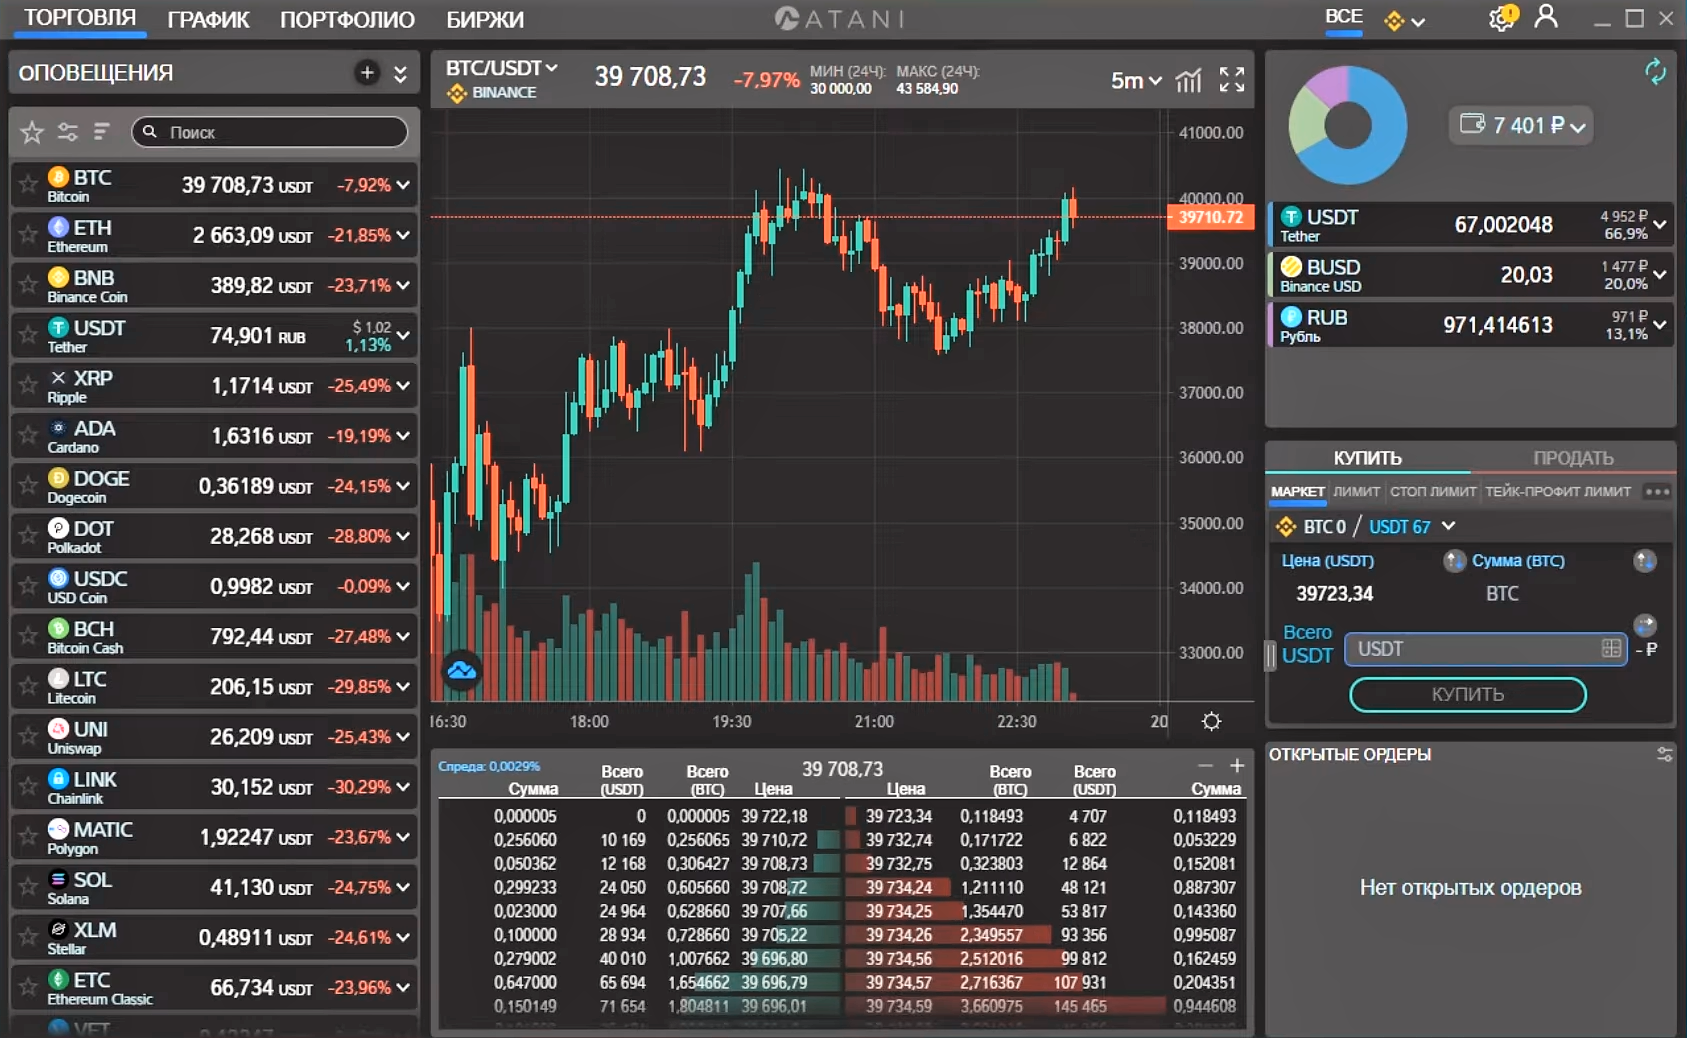 ТОРГОВЛЯ ГРАФИК ПОРТФОЛИО БИРЖИ
ATANI
ВСЕ
ОПОВЕЩЕНИЯ
Поиск
BTC 39 708,73 USDT -7,92%
Bitcoin
ETH 2 663,09 USDT -21,85%
Ethereum
BNB 389,82 USDT -23,71%
Binance Coin
USDT 74,901 RUB $ 1,02
Tether 1,13%
XRP 1,1714 USDT -25,49%
Ripple
ADA 1,6316 USDT -19,19%
Cardano
DOGE 0,36189 USDT -24,15%
Dogecoin
DOT 28,268 USDT -28,80%
Polkadot
USDC 0,9982 USDT -0,09%
USD Coin
BCH 792,44 USDT -27,48%
Bitcoin Cash
LTC 206,15 USDT -29,85%
Litecoin
UNI 26,209 USDT -25,43%
Uniswap
LINK 30,152 USDT -30,29%
Chainlink
MATIC 1,92247 USDT -23,67%
Polygon
SOL 41,130 USDT -24,75%
Solana
XLM 0,48911 USDT -24,61%
Stellar
ETC 66,734 USDT -23,96%
Ethereum Classic
VET
BTC/USDT
BINANCE
39 708,73 -7,97%
МИН (24Ч): МАКС (24Ч):
30 000,00 43 584,90
5m
41000.00
40000.00
39710.72
39000.00
38000.00
37000.00
36000.00
35000.00
34000.00
33000.00
16:30 18:00 19:30 21:00 22:30 20
Спред≥: 0,0029%
39 708,73
Сумма Всего (USDT) Всего (BTC) Цена Цена Всего (BTC) Всего (USDT) Сумма
0,000005 0 0,000005 39 722,18 39 723,34 0,118493 4 707 0,118493
0,256060 10 169 0,256065 39 710,72 39 732,74 0,171722 6 822 0,053229
0,050362 12 168 0,306427 39 708,73 39 732,75 0,323803 12 864 0,152081
0,299233 24 050 0,605660 39 708,72 39 734,24 1,211110 48 121 0,887307
0,023000 24 964 0,628660 39 707,66 39 734,25 1,354470 53 817 0,143360
0,100000 28 934 0,728660 39 705,22 39 734,26 2,349557 93 356 0,995087
0,279002 40 010 1,007662 39 696,80 39 734,56 2,512016 99 812 0,162459
0,647000 65 694 1,654662 39 696,79 39 734,57 2,716367 107 931 0,204351
0,150149 71 654 1,804811 39 696,01 39 734,59 3,660975 145 465 0,944608
7 401 ₽
USDT 67,002048 4 952 ₽
Tether 66,9%
BUSD 20,03 1 477 ₽
Binance USD 20,0%
RUB 971,414613 971 ₽
Рубль 13,1%
КУПИТЬ ПРОДАТЬ
МАРКЕТ ЛИМИТ СТОП ЛИМИТ ТЕЙК-ПРОФИТ ЛИМИТ
BTC 0 / USDT 67
Цена (USDT) Сумма (BTC)
39723,34 BTC
Всего
USDT USDT - ₽
КУПИТЬ
ОТКРЫТЫЕ ОРДЕРЫ
Нет открытых ордеров